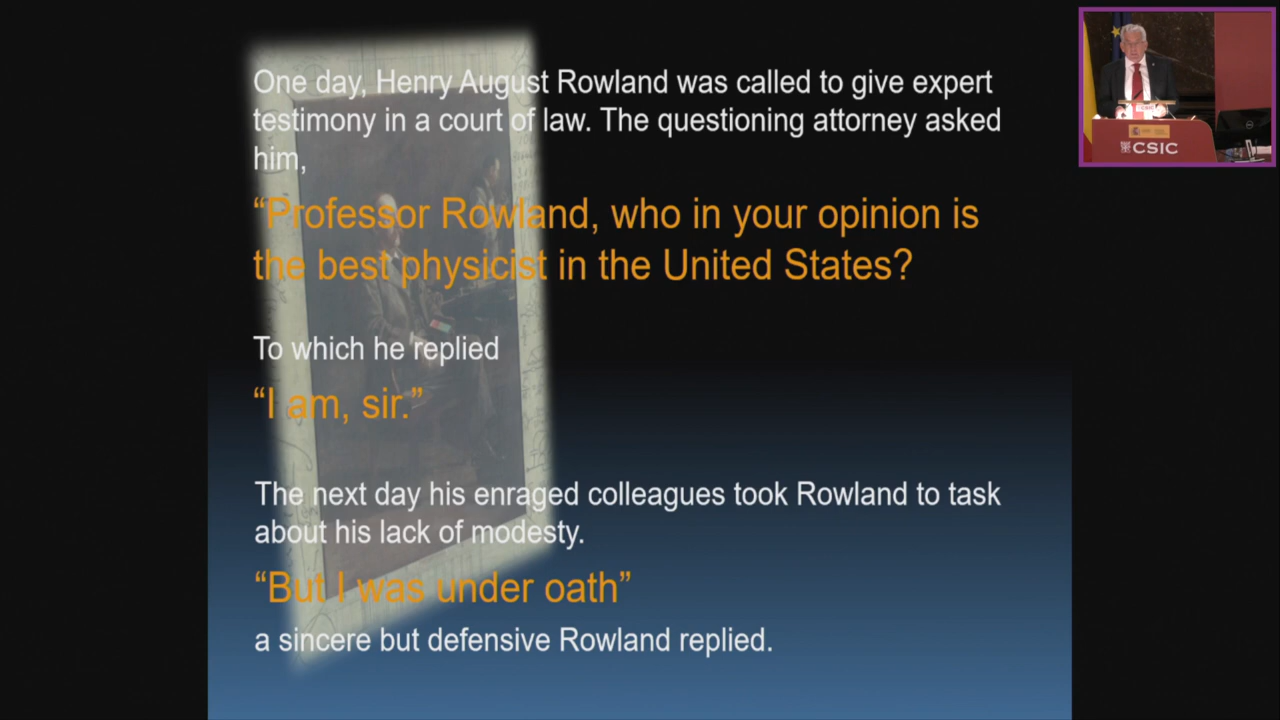 One day, Henry August Rowland was called to give expert
testimony in a court of law. The questioning attorney asked
him,
“Professor Rowland, who in your opinion is
the best physicist in the United States?
To which he replied
“I am, sir.”
The next day his enraged colleagues took Rowland to task
about his lack of modesty.
“But I was under oath”
a sincere but defensive Rowland replied.
CSIC